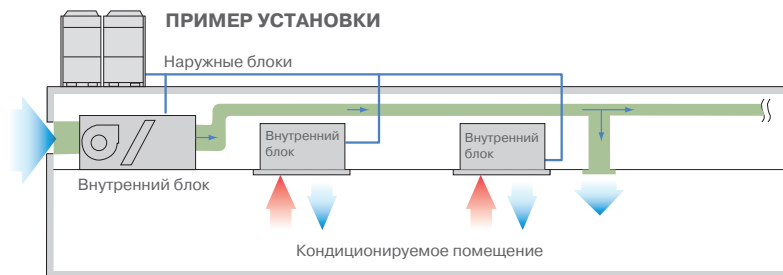 ПРИМЕР УСТАНОВКИ
Наружные блоки
Внутренний
блок
Внутренний
блок
Внутренний блок
Кондиционируемое помещение